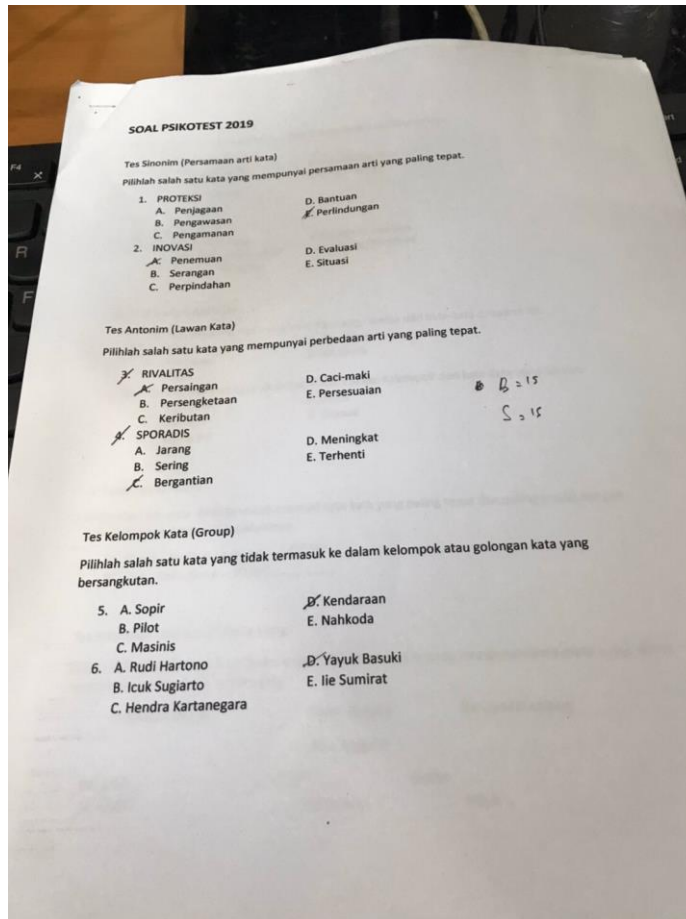 SOAL PSIKOTEST 2019
Tes Sinonim (Persamaan arti kata)
Pilihlah salah satu kata yang mempunyai persamaan arti yang paling tepat.
1. PROTEKSI
A. Penjagaan D. Bantuan
B. Pengawasan E. Perlindungan
C. Pengamanan
2. INOVASI
A. Penemuan D. Evaluasi
B. Serangan E. Situasi
C. Perpindahan
Tes Antonim (Lawan Kata)
Pilihlah salah satu kata yang mempunyai perbedaan arti yang paling tepat.
3. RIVALITAS
A. Persaingan D. Caci-maki
B. Persengketaan E. Persesuaian
C. Keributan
4. SPORADIS
A. Jarang D. Meningkat
B. Sering E. Terhenti
C. Bergantian
B = 15
S = 15
Tes Kelompok Kata (Group)
Pilihlah salah satu kata yang tidak termasuk ke dalam kelompok atau golongan kata yang
bersangkutan.
5. A. Sopir D. Kendaraan
B. Pilot E. Nahkoda
C. Masinis
6. A. Rudi Hartono D. Yayuk Basuki
B. Icuk Sugiarto E. Iie Sumirat
C. Hendra Kartanegara
F4
R
F